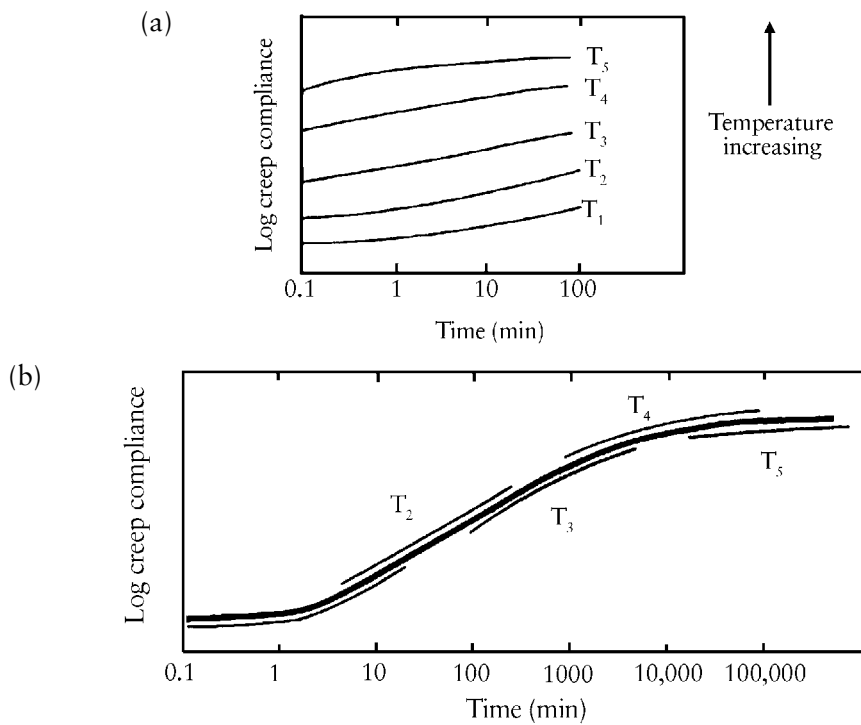 (a)
Log creep compliance
T₅
T₄
T₃
T₂
T₁
0.1 1 10 100
Time (min)
Temperature
increasing
(b)
Log creep compliance
T₄
T₅
T₂
T₃
0.1 1 10 100 1000 10,000 100,000
Time (min)